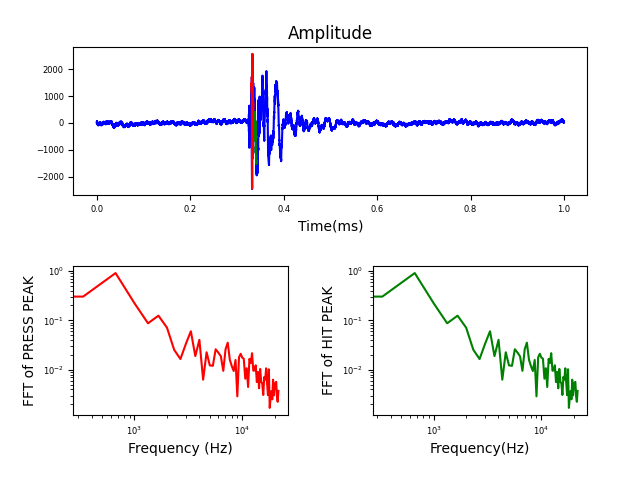 Amplitude
2000
1000
0
−1000
−2000
0.0 0.2 0.4 0.6 0.8 1.0
Time(ms)
FFT of PRESS PEAK
10⁰
10⁻¹
10⁻²
10³ 10⁴
Frequency (Hz)
FFT of HIT PEAK
10⁰
10⁻¹
10⁻²
10³ 10⁴
Frequency(Hz)